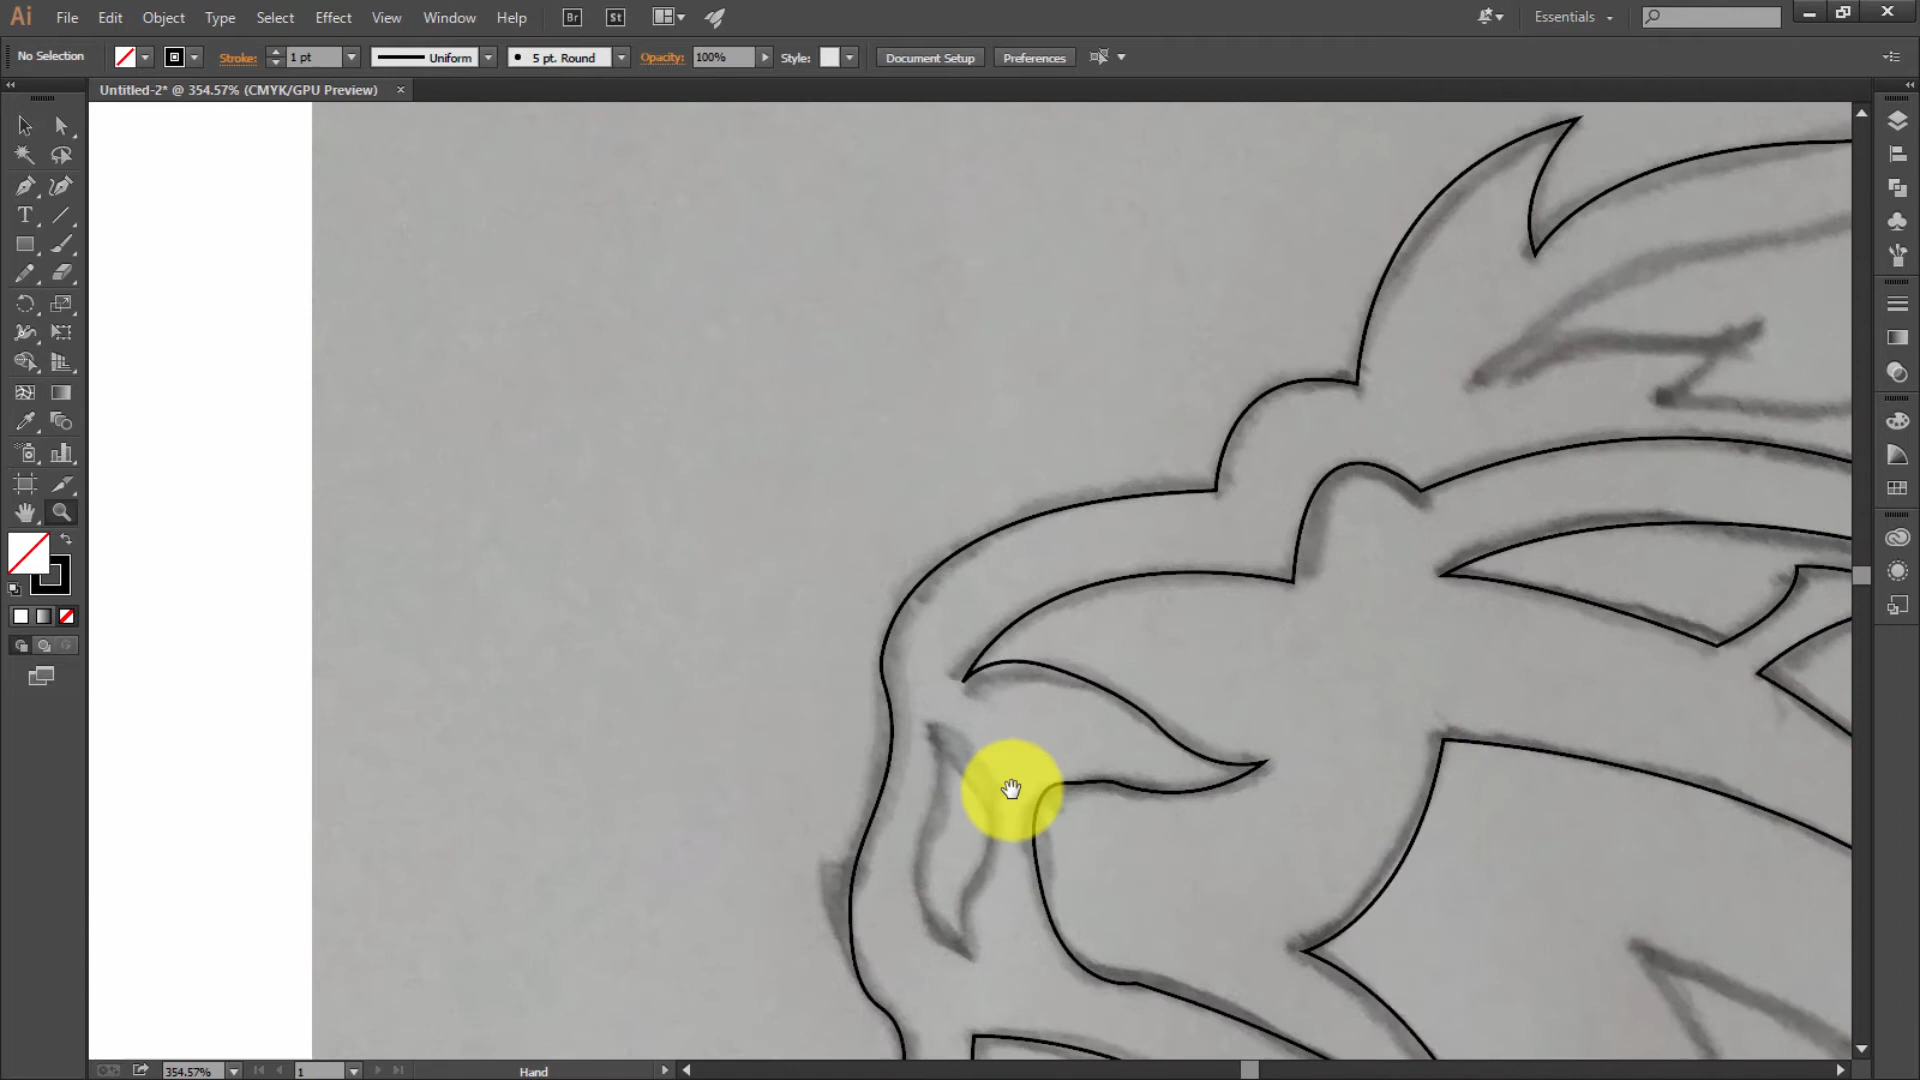 Ai File Edit Object Type Select Effect View Window Help Br St Essentials
No Selection Stroke: 1 pt Uniform 5 pt. Round Opacity: 100% Style: Document Setup Preferences
Untitled-2* @ 354.57% (CMYK/GPU Preview) ×
T
354.57% 1 Hand